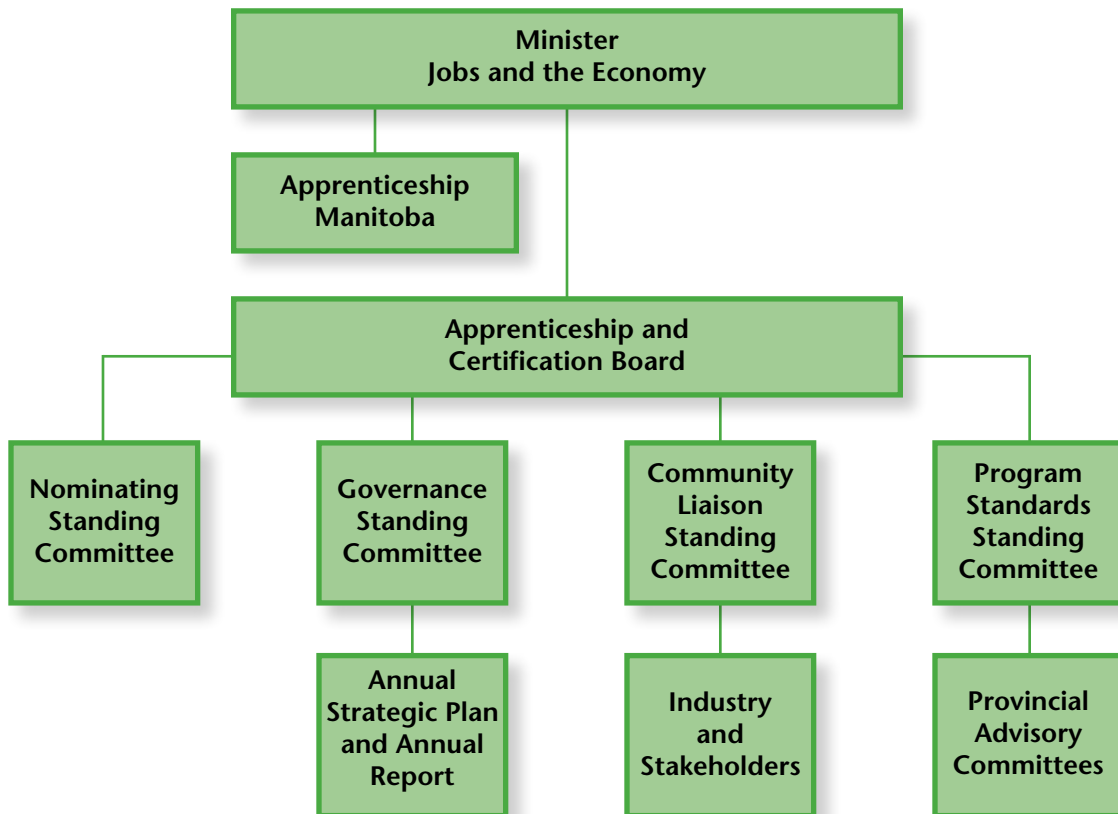 Minister
Jobs and the Economy
Apprenticeship
Manitoba
Apprenticeship and
Certification Board
Nominating
Standing
Committee
Governance
Standing
Committee
Community
Liaison
Standing
Committee
Program
Standards
Standing
Committee
Annual
Strategic Plan
and Annual
Report
Industry
and
Stakeholders
Provincial
Advisory
Committees